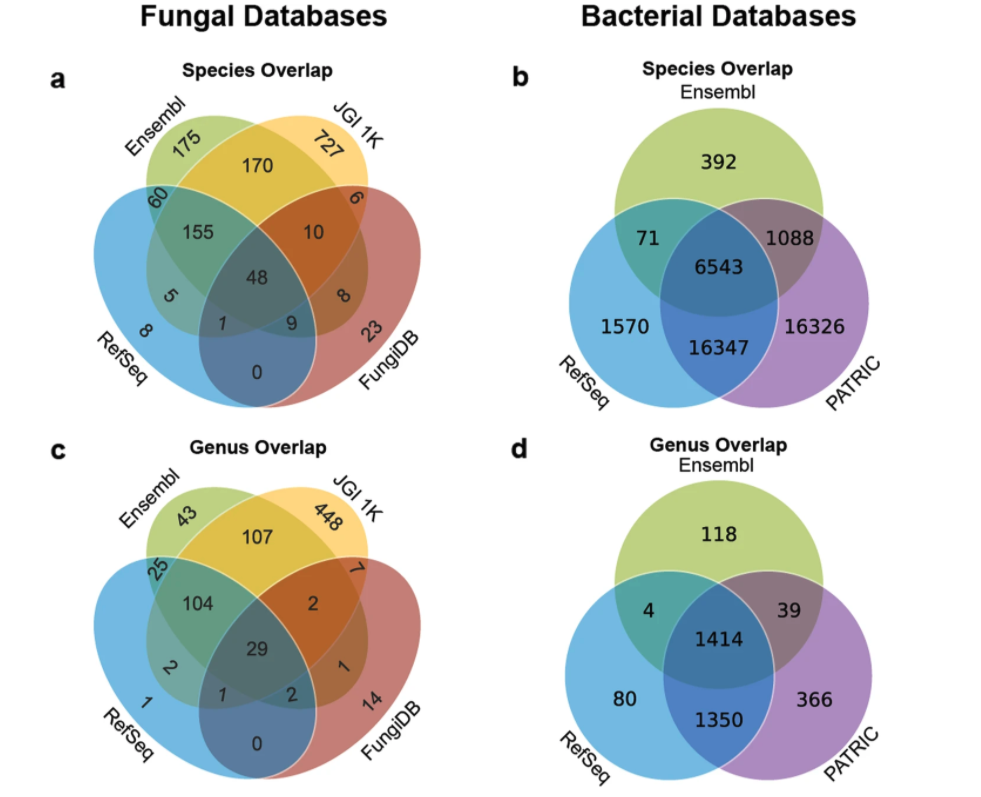 Fungal Databases
Bacterial Databases
a
Species Overlap
Ensembl
JGI 1K
175
727
170
60
6
155
10
48
5
8
1
9
8
23
0
RefSeq
FungiDB
b
Species Overlap
Ensembl
392
71
1088
6543
1570
16326
16347
RefSeq
PATRIC
c
Genus Overlap
Ensembl
JGI 1K
43
448
107
25
7
104
2
29
2
1
1
2
1
14
0
RefSeq
FungiDB
d
Genus Overlap
Ensembl
118
4
39
1414
80
366
1350
RefSeq
PATRIC